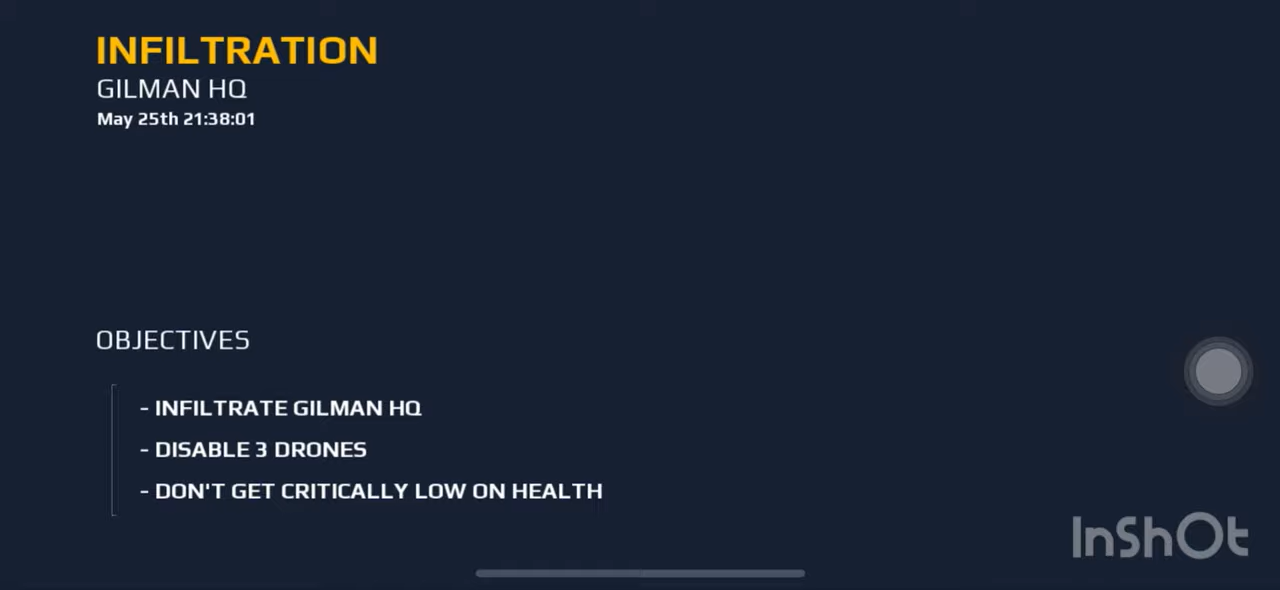 INFILTRATION
GILMAN HQ
May 25th 21:38:01
OBJECTIVES
- INFILTRATE GILMAN HQ
- DISABLE 3 DRONES
- DON'T GET CRITICALLY LOW ON HEALTH
InShOt